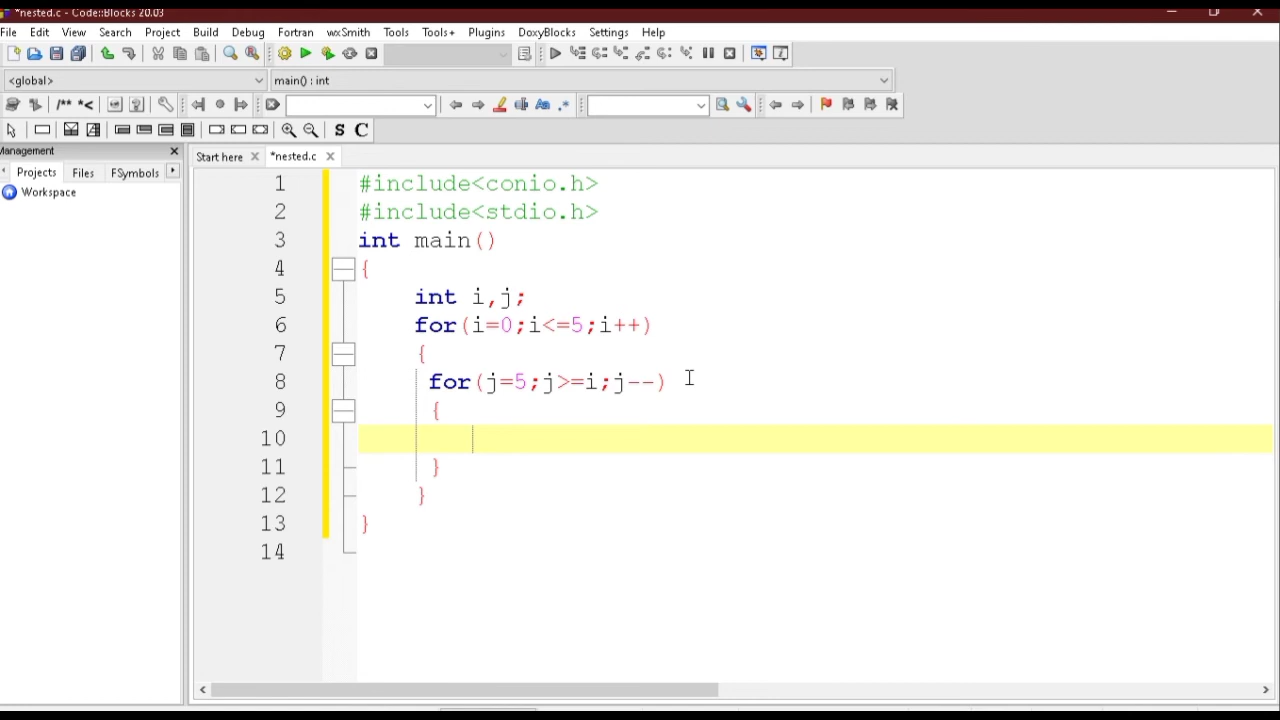 *nested.c - Code::Blocks 20.03
File Edit View Search Project Build Debug Fortran wxSmith Tools Tools+ Plugins DoxyBlocks Settings Help
<global> main() : int
/** *<
S C
Management
Projects Files FSymbols
Workspace
Start here *nested.c
1 #include<conio.h>
2 #include<stdio.h>
3 int main()
4 {
5 int i,j;
6 for(i=0;i<=5;i++)
7 {
8 for(j=5;j>=i;j--)
9 {
10
11 }
12 }
13 }
14